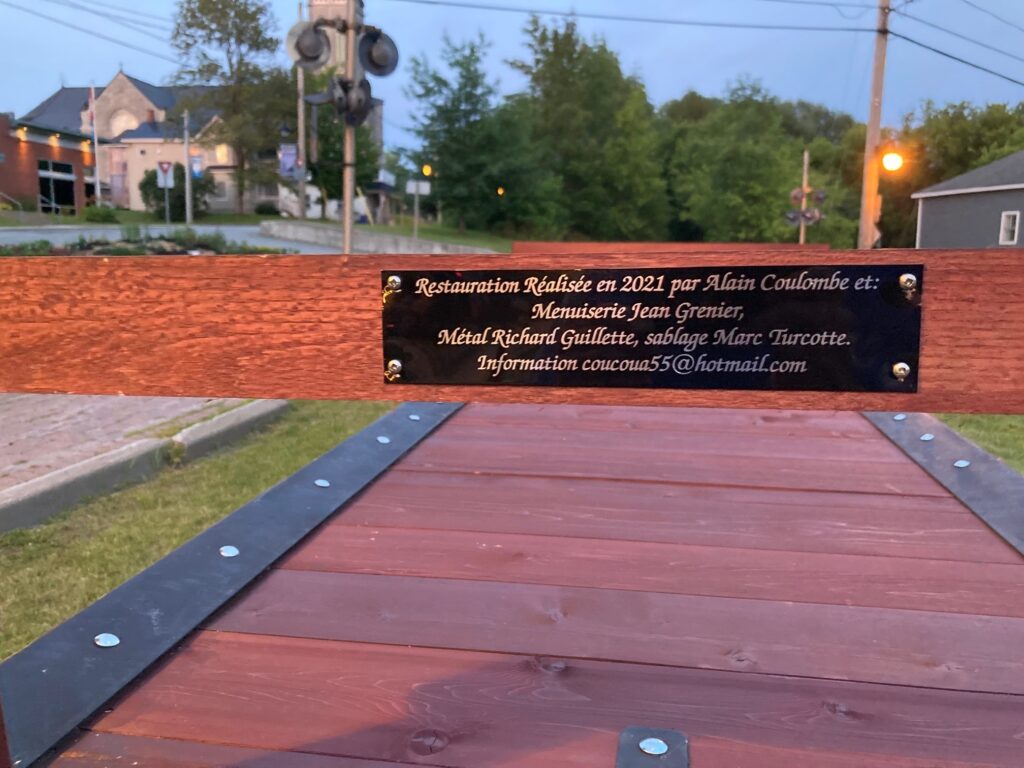 Restauration Réalisée en 2021 par Alain Coulombe et:
Menuiserie Jean Grenier,
Métal Richard Guillette, sablage Marc Turcotte.
Information coucoua55@hotmail.com